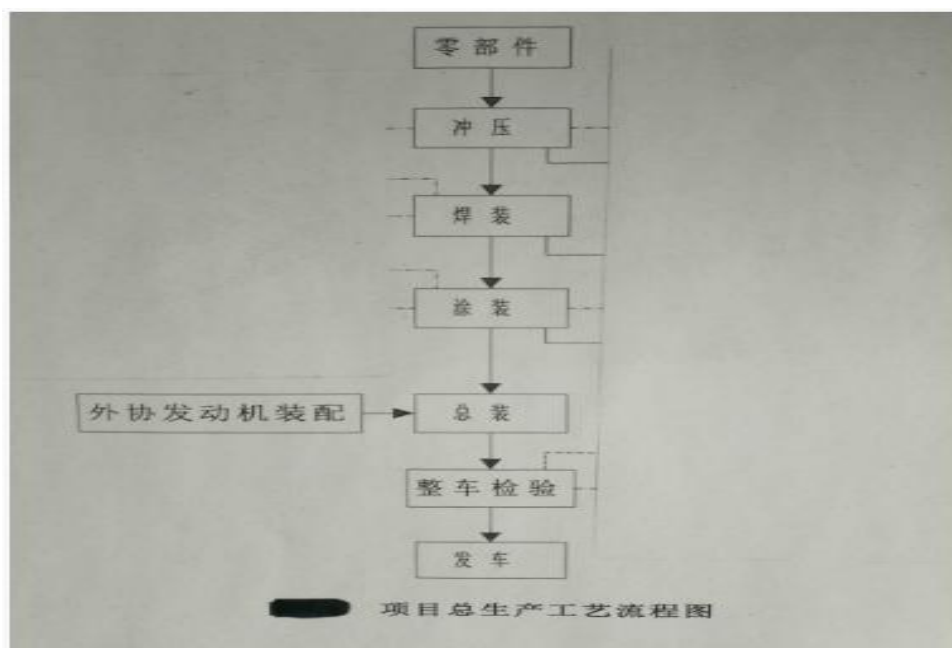 零部件
冲压
焊装
涂装
外协发动机装配
总装
整车检验
发车
项目总生产工艺流程图